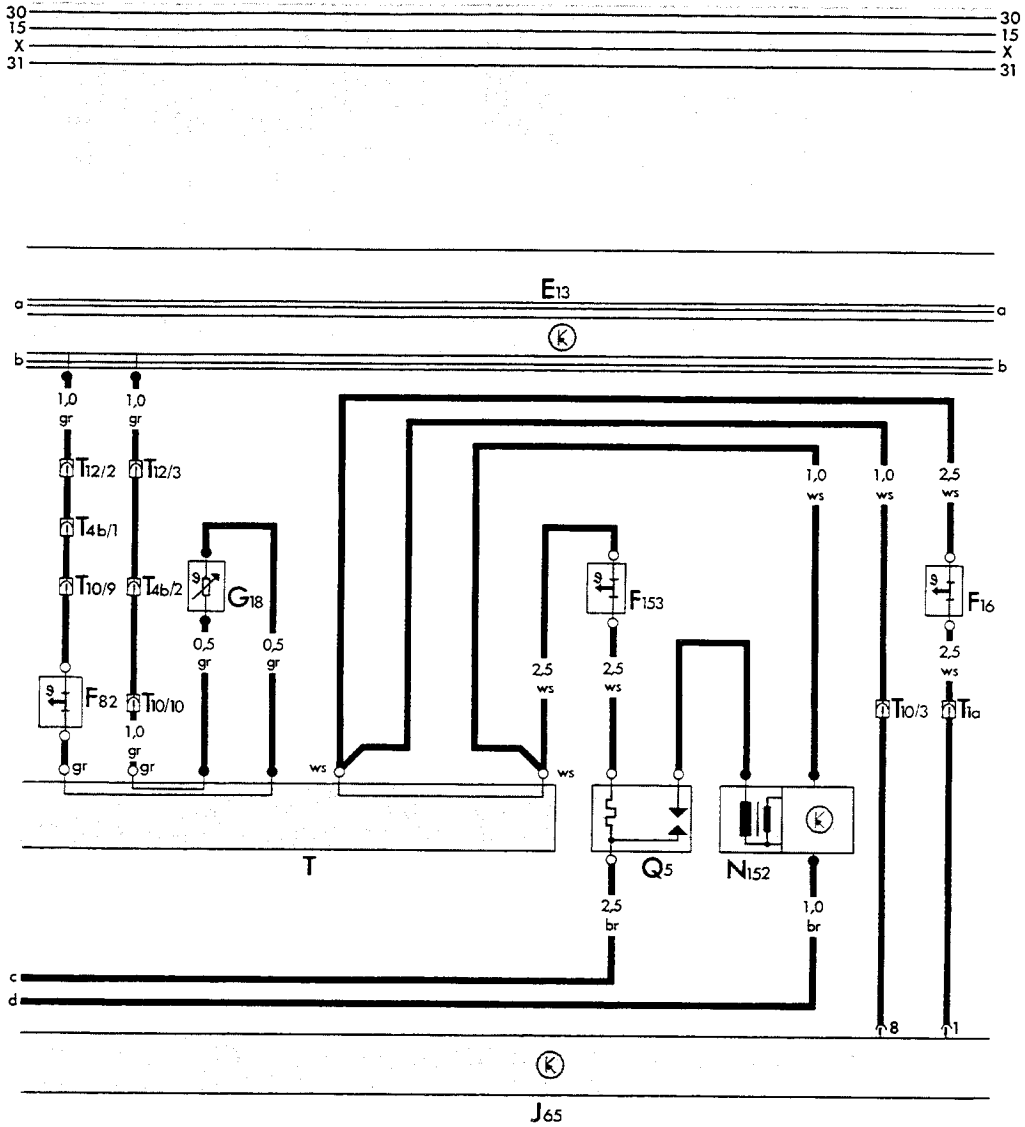 30 30
15 15
X X
31 31
E13
a a
K
b b
1,0 1,0
gr gr
1,0 1,0 2,5
ws ws ws
T12/2 T12/3
T4b/1
T10/9 T4b/2 G18 F153 F16
0,5 0,5
gr gr
2,5 2,5 2,5
ws ws ws
F82 T10/10 T10/3 T1a
1,0
gr
gr gr ws ws
K
T Q5 N152
2,5 1,0
br br
c
d
8 1
K
J65